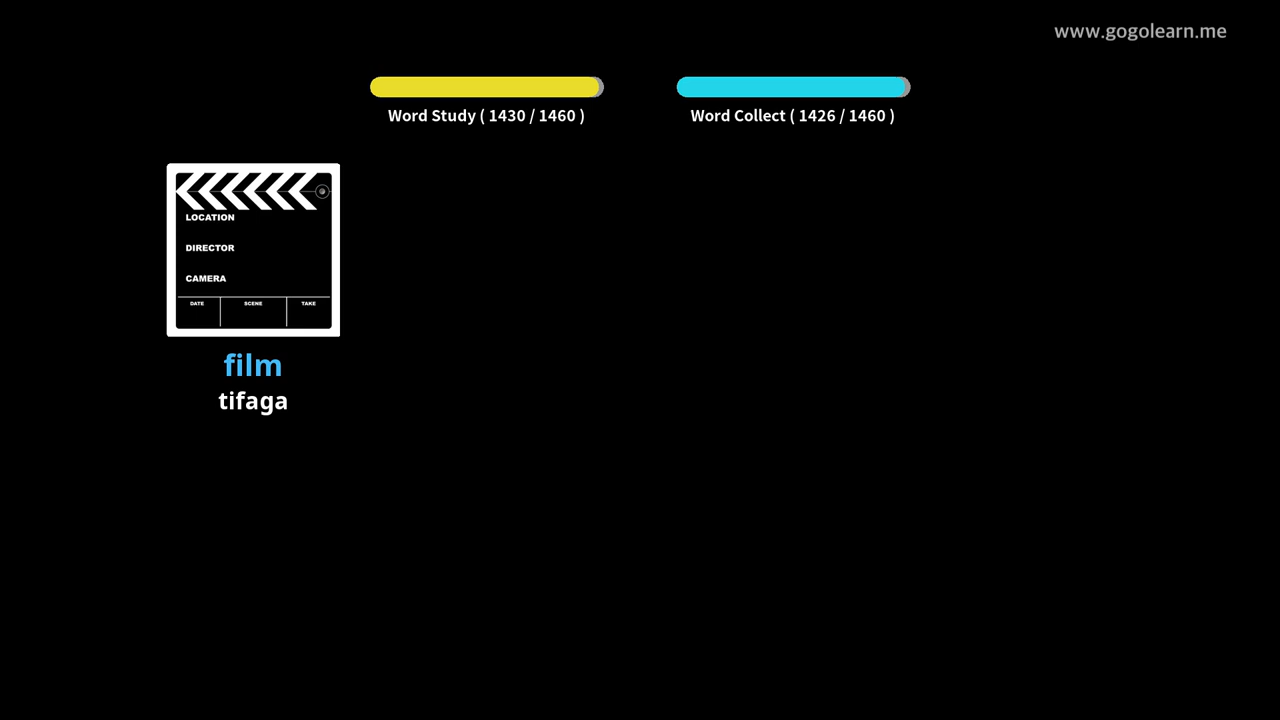 www.gogolearn.me
Word Study ( 1430 / 1460 )
Word Collect ( 1426 / 1460 )
LOCATION
DIRECTOR
CAMERA
DATE
SCENE
TAKE
film
tifaga